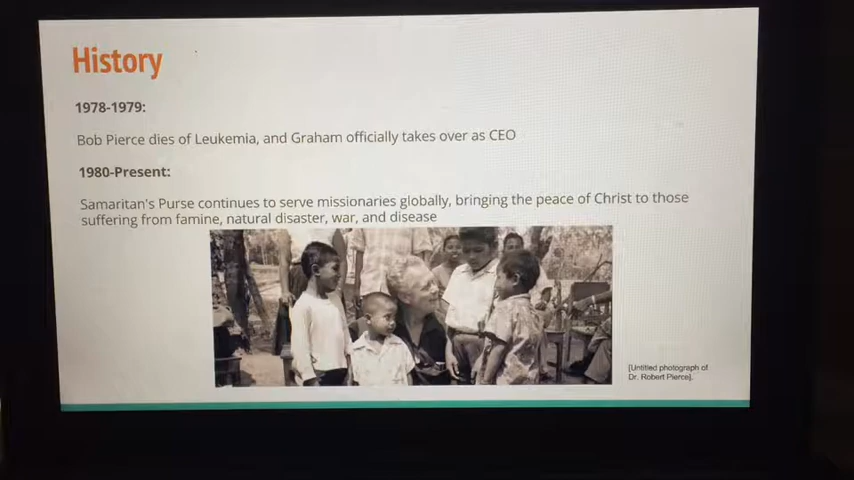 History
1978-1979:
Bob Pierce dies of Leukemia, and Graham officially takes over as CEO
1980-Present:
Samaritan's Purse continues to serve missionaries globally, bringing the peace of Christ to those
suffering from famine, natural disaster, war, and disease
[Untitled photograph of
Dr. Robert Pierce].